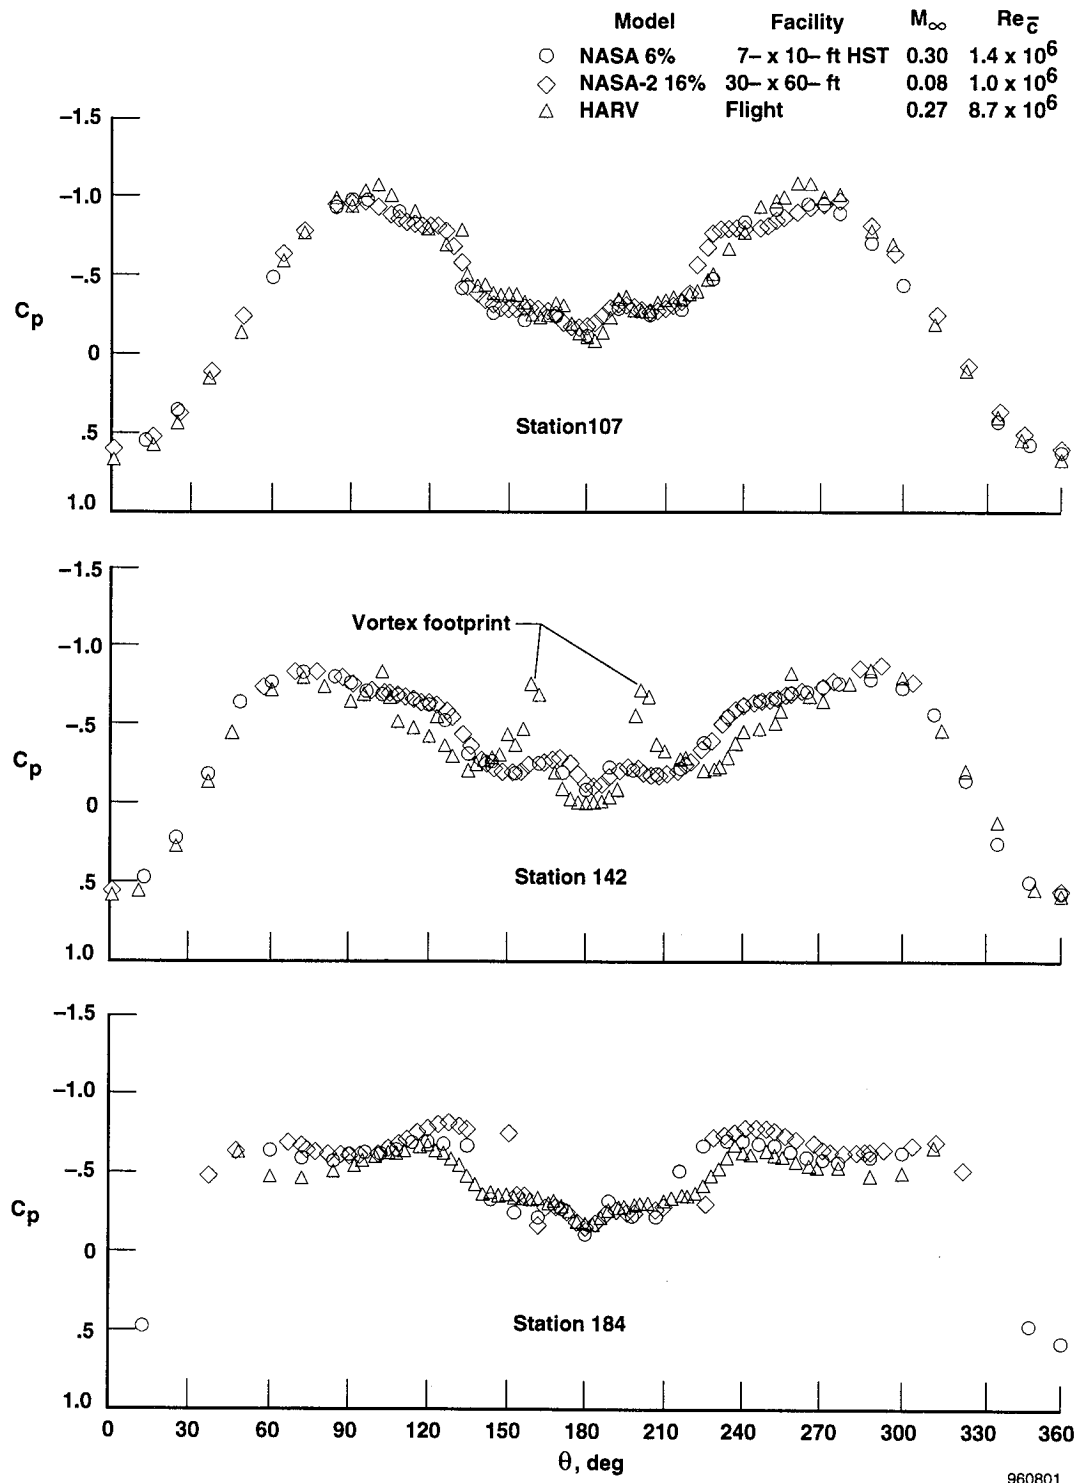 Model Facility M∞ Re c̅
NASA 6% 7– x 10– ft HST 0.30 1.4 x 10⁶
NASA-2 16% 30– x 60– ft 0.08 1.0 x 10⁶
HARV Flight 0.27 8.7 x 10⁶
–1.5
–1.0
–.5
Cp
0
.5
Station107
1.0
–1.5
Vortex footprint
–1.0
–.5
Cp
0
Station 142
.5
1.0
–1.5
–1.0
–.5
Cp
0
Station 184
.5
1.0
0 30 60 90 120 150 180 210 240 270 300 330 360
θ, deg
960801